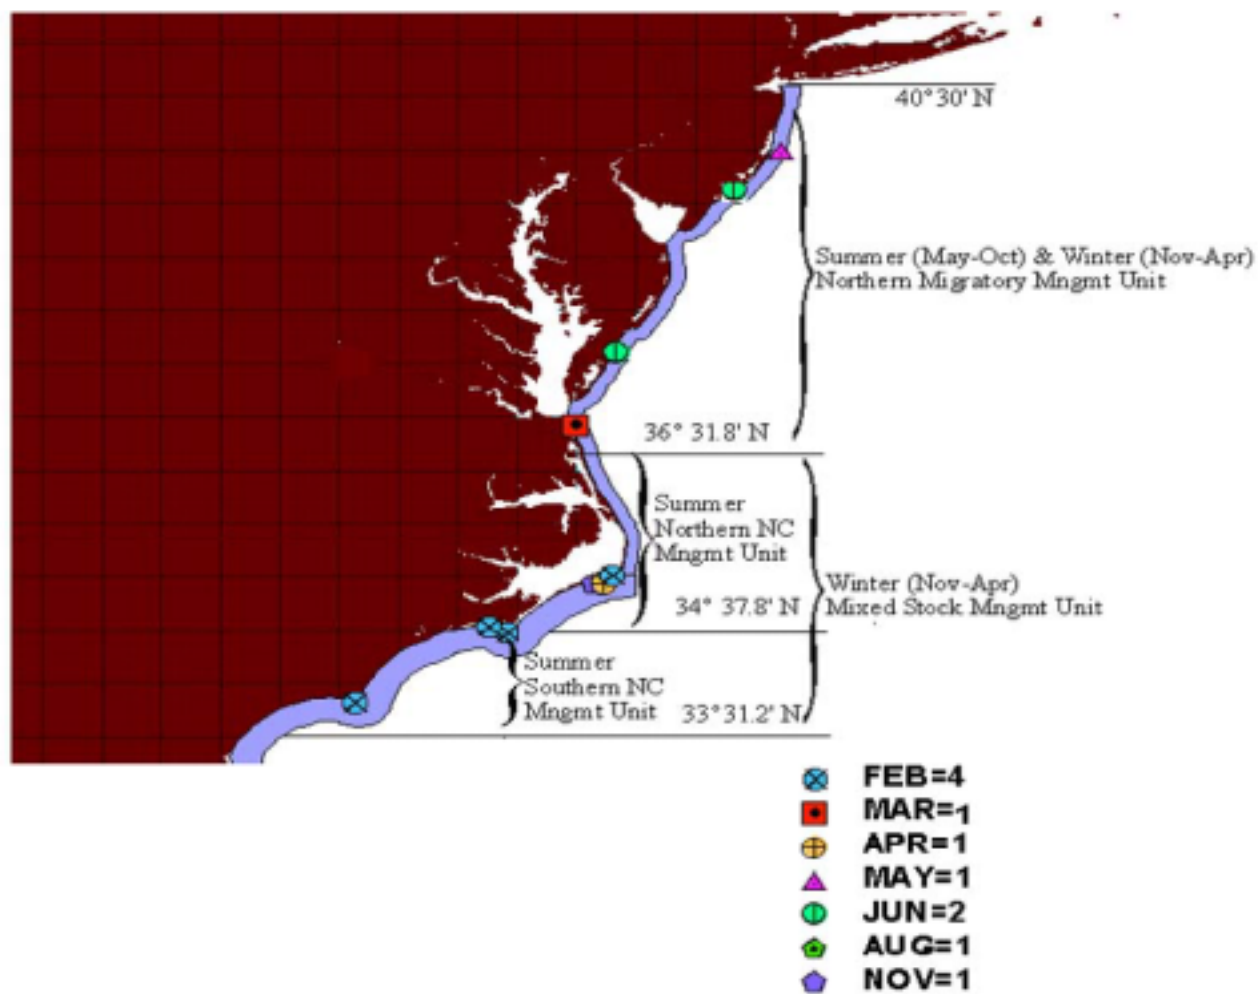 40°30' N
Summer (May-Oct) & Winter (Nov-Apr)
Northern Migratory Mngmt Unit
36° 31.8' N
Summer
Northern NC
Mngmt Unit
34° 37.8' N
Winter (Nov-Apr)
Mixed Stock Mngmt Unit
Summer
Southern NC
Mngmt Unit
33°31.2' N
FEB=4
MAR=1
APR=1
MAY=1
JUN=2
AUG=1
NOV=1